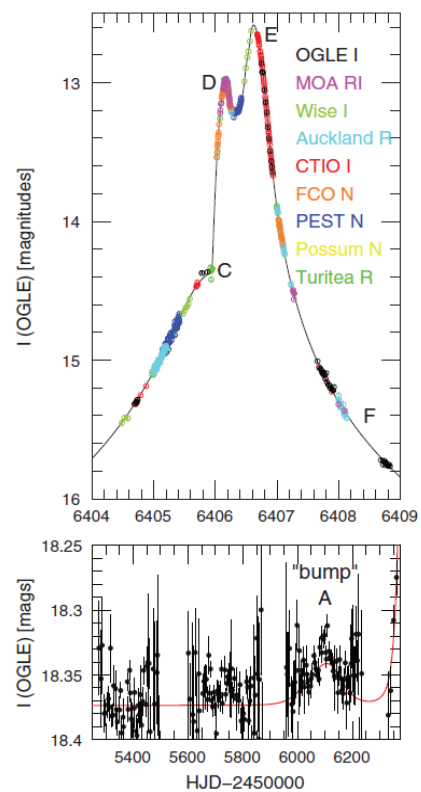 E
13
D
OGLE I
MOA RI
Wise I
Auckland R
CTIO I
FCO N
PEST N
Possum N
Turitea R
14
C
15
F
16
I (OGLE) [magnitudes]
6404 6405 6406 6407 6408 6409
18.25
"bump"
A
18.3
18.35
18.4
I (OGLE) [mags]
5400 5600 5800 6000 6200
HJD−2450000